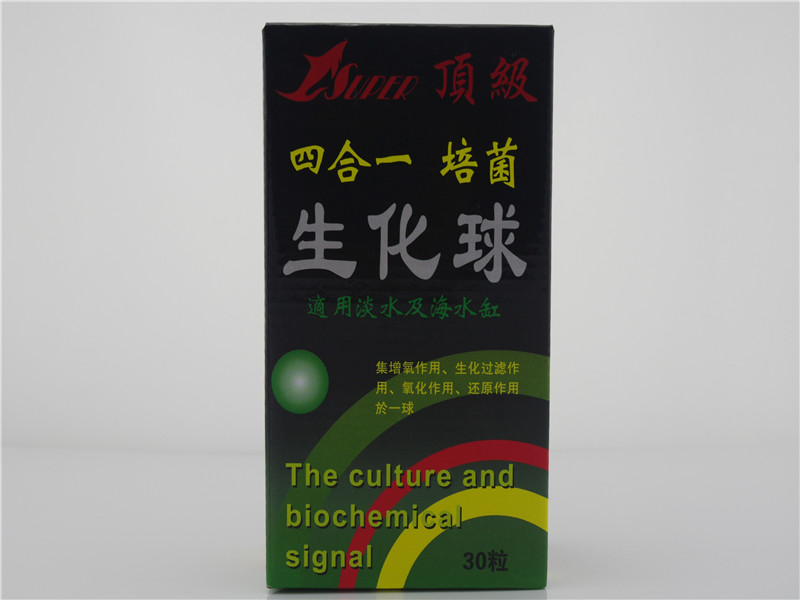 SUPER 頂級
四合一 培菌
生化球
適用淡水及海水缸
集增氧作用、生化过滤作
用、氧化作用、还原作用
於一球
The culture and
biochemical
signal
30粒